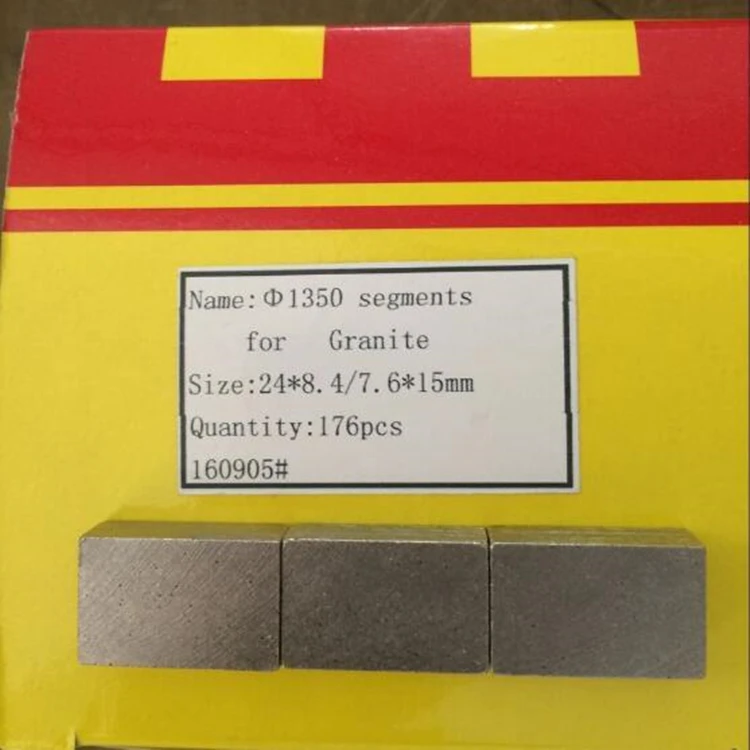 Name:Φ1350 segments
for Granite
Size:24*8.4/7.6*15mm
Quantity:176pcs
160905#